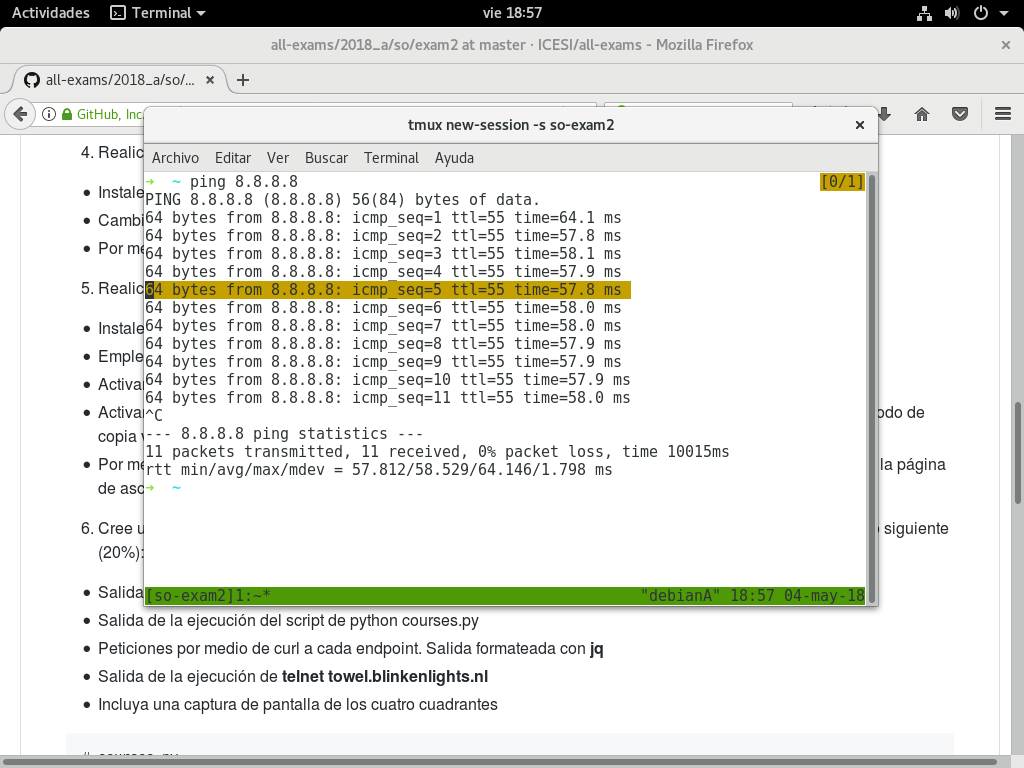 Actividades Terminal vie 18:57
all-exams/2018_a/so/exam2 at master · ICESI/all-exams - Mozilla Firefox
all-exams/2018_a/so/...
GitHub, Inc.
tmux new-session -s so-exam2
Archivo Editar Ver Buscar Terminal Ayuda
→ ~ ping 8.8.8.8 [0/1]
PING 8.8.8.8 (8.8.8.8) 56(84) bytes of data.
64 bytes from 8.8.8.8: icmp_seq=1 ttl=55 time=64.1 ms
64 bytes from 8.8.8.8: icmp_seq=2 ttl=55 time=57.8 ms
64 bytes from 8.8.8.8: icmp_seq=3 ttl=55 time=58.1 ms
64 bytes from 8.8.8.8: icmp_seq=4 ttl=55 time=57.9 ms
64 bytes from 8.8.8.8: icmp_seq=5 ttl=55 time=57.8 ms
64 bytes from 8.8.8.8: icmp_seq=6 ttl=55 time=58.0 ms
64 bytes from 8.8.8.8: icmp_seq=7 ttl=55 time=58.0 ms
64 bytes from 8.8.8.8: icmp_seq=8 ttl=55 time=57.9 ms
64 bytes from 8.8.8.8: icmp_seq=9 ttl=55 time=57.9 ms
64 bytes from 8.8.8.8: icmp_seq=10 ttl=55 time=57.9 ms
64 bytes from 8.8.8.8: icmp_seq=11 ttl=55 time=58.0 ms
^C
--- 8.8.8.8 ping statistics ---
11 packets transmitted, 11 received, 0% packet loss, time 10015ms
rtt min/avg/max/mdev = 57.812/58.529/64.146/1.798 ms
→ ~
[so-exam2]1:~* "debianA" 18:57 04-may-18
4. Realic
• Instale
• Cambi
• Por me
5. Realic
• Instale
• Emple
• Activar
• Activar odo de
copia
• Por me la página
de aso
6. Cree u siguiente
(20%):
• Salida
• Salida de la ejecución del script de python courses.py
• Peticiones por medio de curl a cada endpoint. Salida formateada con jq
• Salida de la ejecución de telnet towel.blinkenlights.nl
• Incluya una captura de pantalla de los cuatro cuadrantes